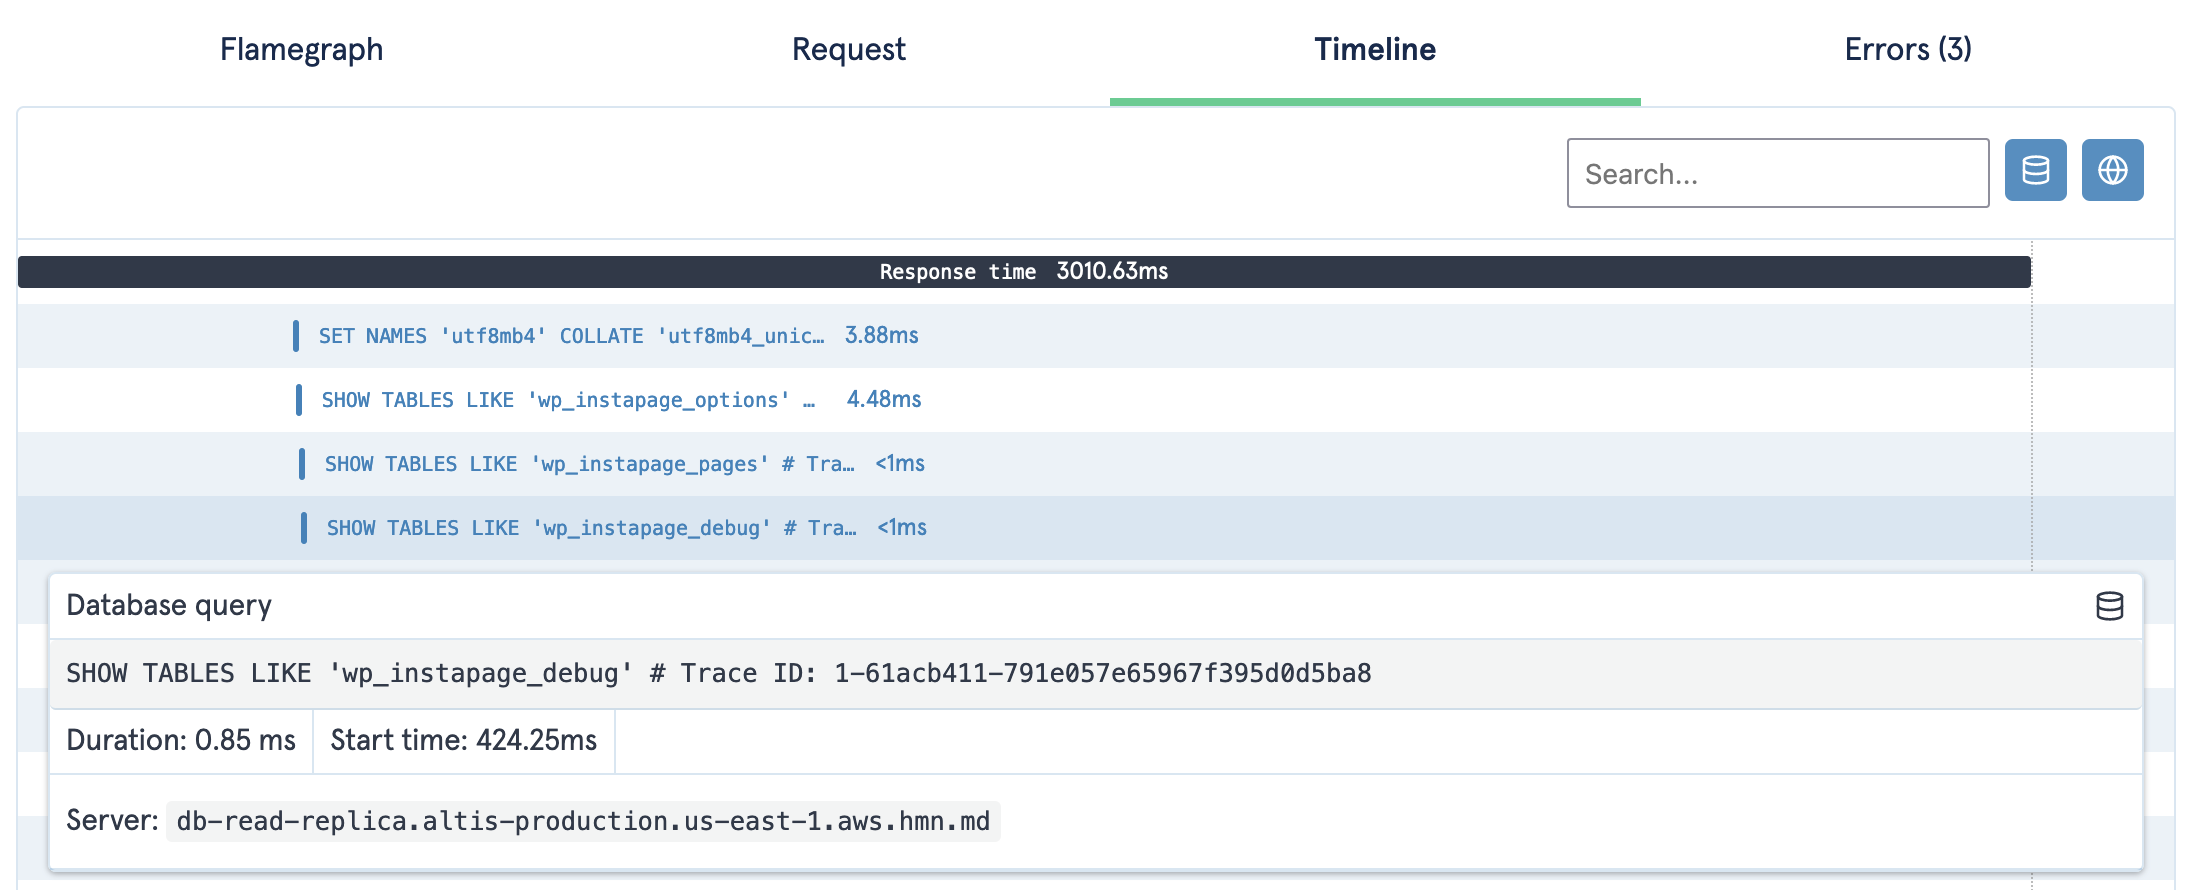 Flamegraph Request Timeline Errors (3)
Search...
Response time 3010.63ms
SET NAMES 'utf8mb4' COLLATE 'utf8mb4_unic… 3.88ms
SHOW TABLES LIKE 'wp_instapage_options' … 4.48ms
SHOW TABLES LIKE 'wp_instapage_pages' # Tra… <1ms
SHOW TABLES LIKE 'wp_instapage_debug' # Tra… <1ms
Database query
SHOW TABLES LIKE 'wp_instapage_debug' # Trace ID: 1-61acb411-791e057e65967f395d0d5ba8
Duration: 0.85 ms Start time: 424.25ms
Server: db-read-replica.altis-production.us-east-1.aws.hmn.md